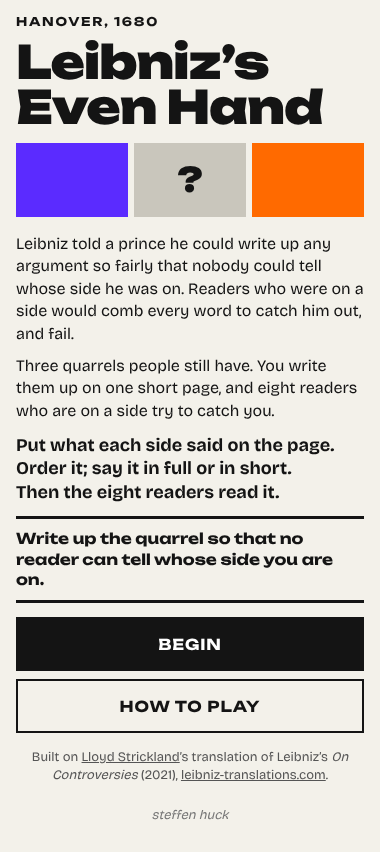 HANOVER, 1680
Leibniz’s
Even Hand
?
Leibniz told a prince he could write up any
argument so fairly that nobody could tell
whose side he was on. Readers who were on a
side would comb every word to catch him out,
and fail.
Three quarrels people still have. You write
them up on one short page, and eight readers
who are on a side try to catch you.
Put what each side said on the page.
Order it; say it in full or in short.
Then the eight readers read it.
Write up the quarrel so that no
reader can tell whose side you are
on.
BEGIN
HOW TO PLAY
Built on Lloyd Strickland’s translation of Leibniz’s On
Controversies (2021), leibniz-translations.com.
steffen huck